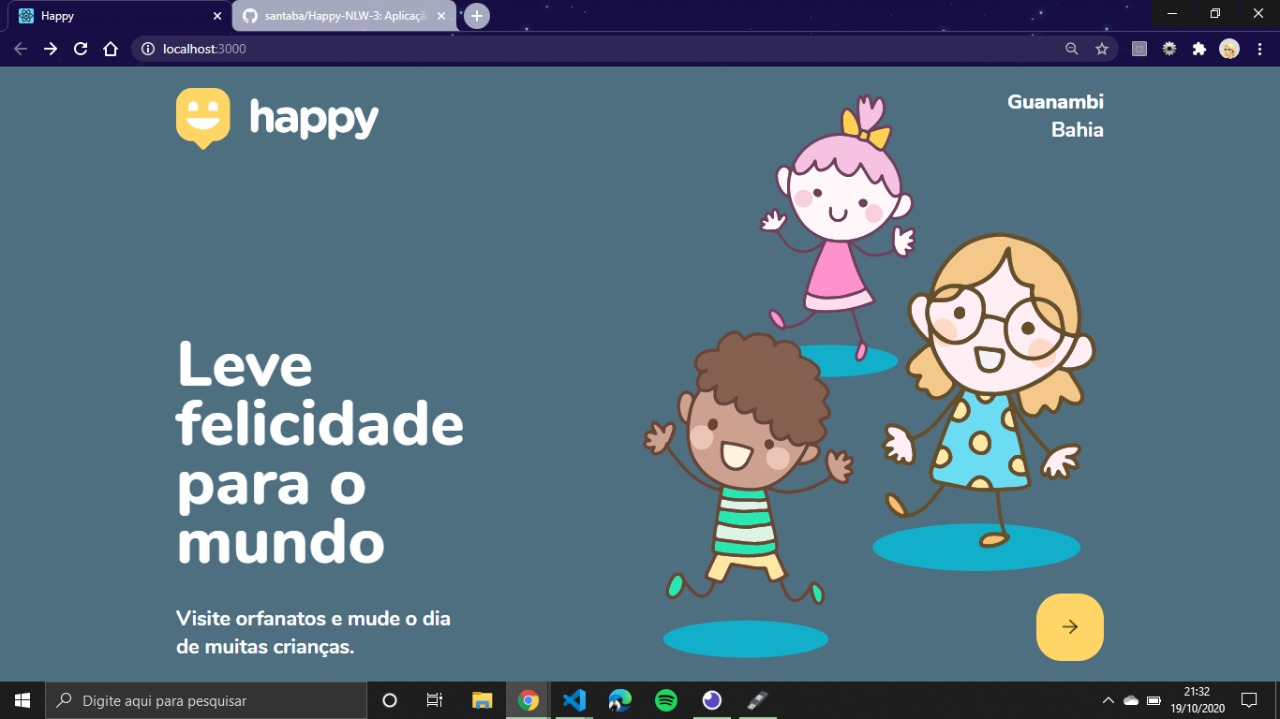 Happy
santaba/Happy-NLW-3: Aplicaçã
localhost:3000
happy
Guanambi
Bahia
Leve
felicidade
para o
mundo
Visite orfanatos e mude o dia
de muitas crianças.
Digite aqui para pesquisar
21:32
19/10/2020